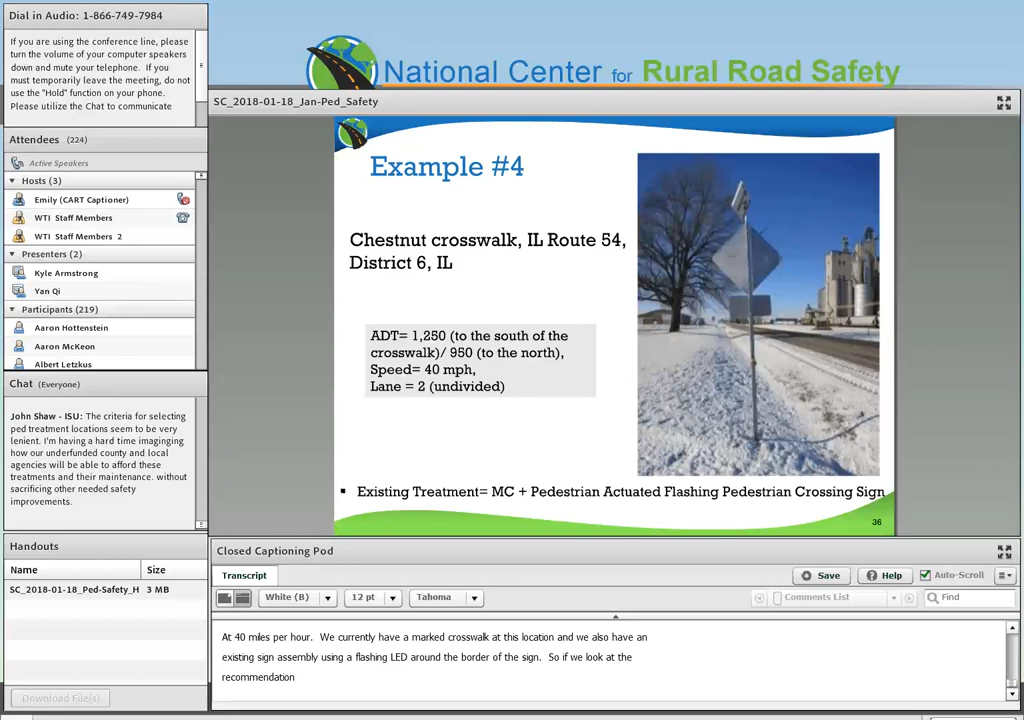 Dial in Audio: 1-866-749-7984
If you are using the conference line, please
turn the volume of your computer speakers
down and mute your telephone. If you
must temporarily leave the meeting, do not
use the "Hold" function on your phone.
Please utilize the Chat to communicate
National Center for Rural Road Safety
SC_2018-01-18_Jan-Ped_Safety
Attendees (224)
Active Speakers
Hosts (3)
Emily (CART Captioner)
WTI Staff Members
WTI Staff Members 2
Presenters (2)
Kyle Armstrong
Yan Qi
Participants (219)
Aaron Hottenstein
Aaron McKeon
Albert Letzkus
Chat (Everyone)
John Shaw - ISU: The criteria for selecting
ped treatment locations seem to be very
lenient. I'm having a hard time imaginging
how our underfunded county and local
agencies will be able to afford these
treatments and their maintenance. without
sacrificing other needed safety
improvements.
Handouts
Name Size
SC_2018-01-18_Ped-Safety_H 3 MB
Download File(s)
Example #4
Chestnut crosswalk, IL Route 54,
District 6, IL
ADT= 1,250 (to the south of the
crosswalk)/ 950 (to the north),
Speed= 40 mph,
Lane = 2 (undivided)
▪ Existing Treatment= MC + Pedestrian Actuated Flashing Pedestrian Crossing Sign
36
Closed Captioning Pod
Transcript Save Help Auto-Scroll
White (B) 12 pt Tahoma Comments List Find
At 40 miles per hour. We currently have a marked crosswalk at this location and we also have an
existing sign assembly using a flashing LED around the border of the sign. So if we look at the
recommendation